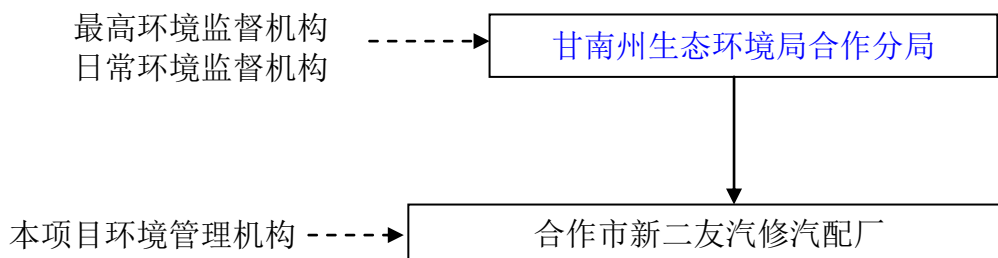 最高环境监督机构
日常环境监督机构
甘南州生态环境局合作分局
本项目环境管理机构
合作市新二友汽修汽配厂